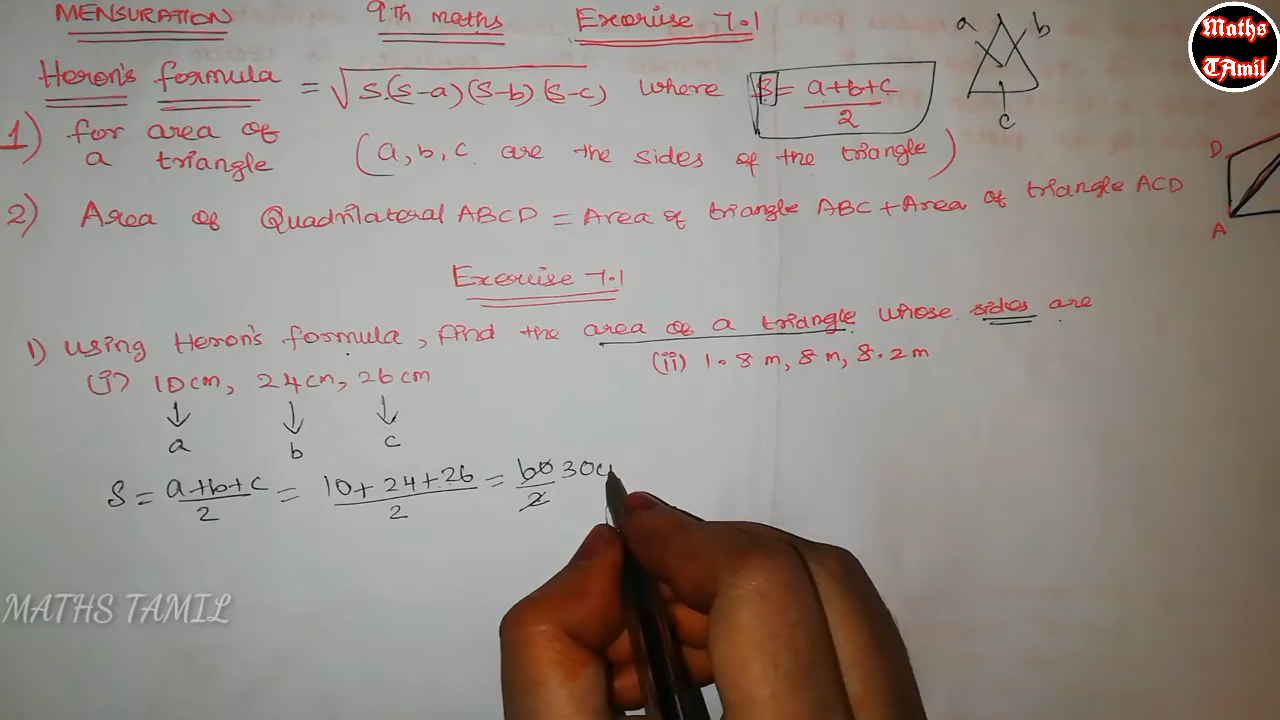 MENSURATION 9th maths Exercise 7.1
Heron's formula = √s(s-a)(s-b)(s-c) where S = a+b+c/2
1) for area of a triangle (a, b, c are the sides of the triangle)
2) Area of Quadrilateral ABCD = Area of triangle ABC + Area of triangle ACD
Exercise 7.1
1) using Heron's formula, find the area of a triangle whose sides are
(i) 10cm, 24cm, 26cm (ii) 1.8 m, 8 m, 8.2 m
a b c
S = a+b+c/2 = 10+24+26/2 = 60/2 30c
a b
c
D
A
Maths TAmil
MATHS TAMIL